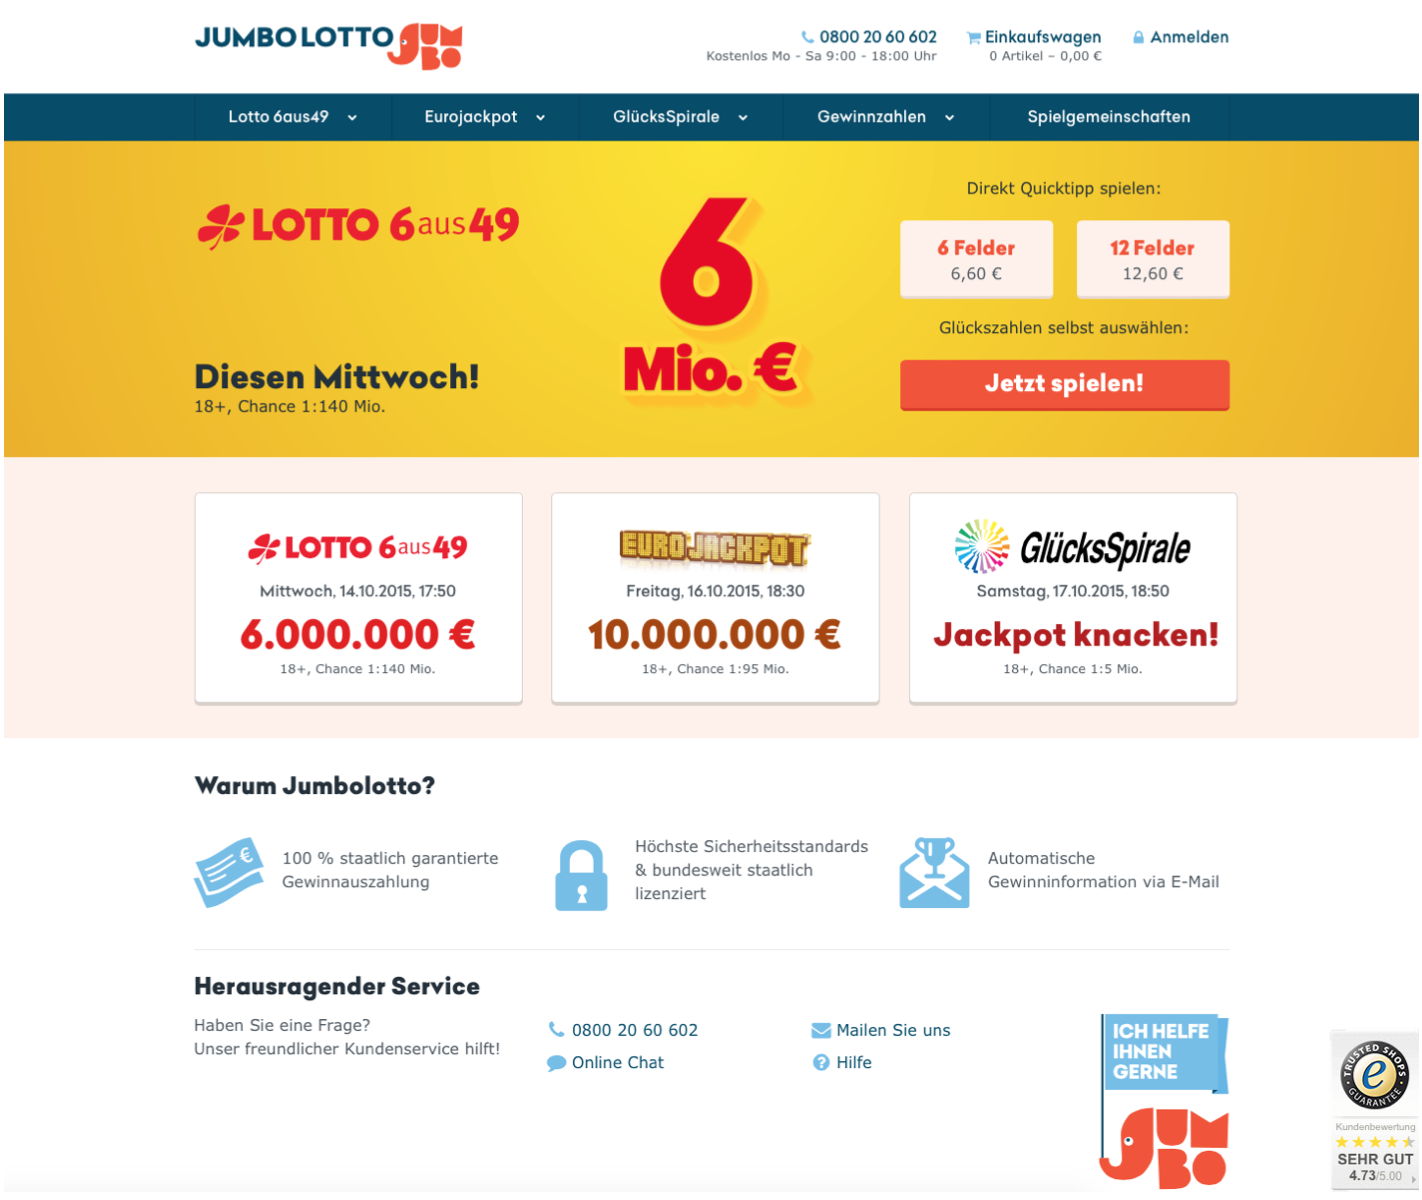 JUMBOLOTTO JUMBO
0800 20 60 602
Kostenlos Mo - Sa 9:00 - 18:00 Uhr
Einkaufswagen
0 Artikel – 0,00 €
Anmelden
Lotto 6aus49
Eurojackpot
GlücksSpirale
Gewinnzahlen
Spielgemeinschaften
LOTTO 6aus49
Diesen Mittwoch!
18+, Chance 1:140 Mio.
6
Mio. €
Direkt Quicktipp spielen:
6 Felder
6,60 €
12 Felder
12,60 €
Glückszahlen selbst auswählen:
Jetzt spielen!
LOTTO 6aus49
Mittwoch, 14.10.2015, 17:50
6.000.000 €
18+, Chance 1:140 Mio.
EUROJACKPOT
Freitag, 16.10.2015, 18:30
10.000.000 €
18+, Chance 1:95 Mio.
GlücksSpirale
Samstag, 17.10.2015, 18:50
Jackpot knacken!
18+, Chance 1:5 Mio.
Warum Jumbolotto?
€
100 % staatlich garantierte
Gewinnauszahlung
Höchste Sicherheitsstandards
& bundesweit staatlich
lizenziert
Automatische
Gewinninformation via E-Mail
Herausragender Service
Haben Sie eine Frage?
Unser freundlicher Kundenservice hilft!
0800 20 60 602
Online Chat
Mailen Sie uns
Hilfe
ICH HELFE
IHNEN
GERNE
JUMBO
TRUSTED SHOPS
e
GUARANTEE
Kundenbewertung
SEHR GUT
4.73/5.00